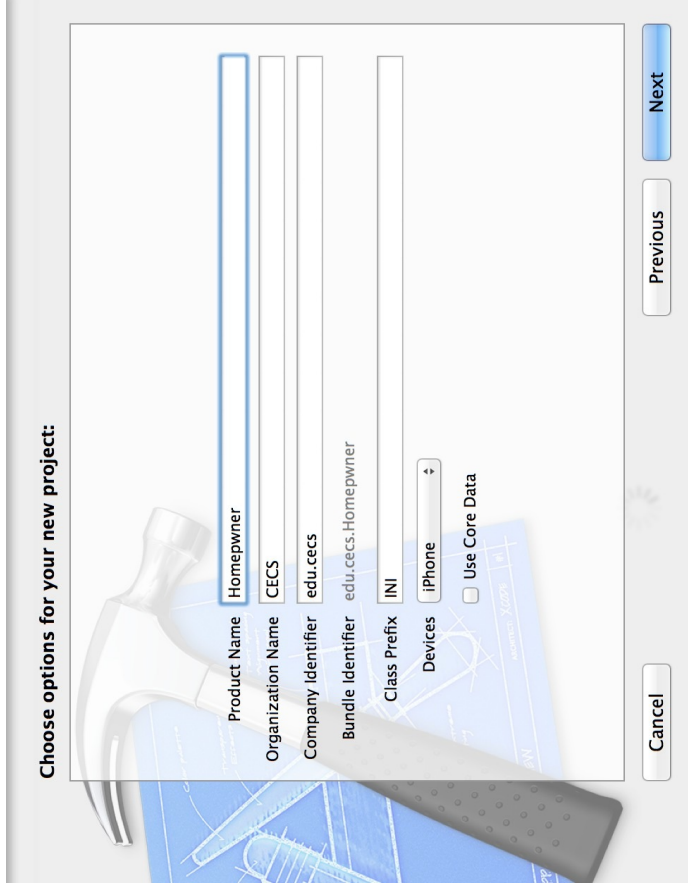 Choose options for your new project:
Product Name Homepwner
Organization Name CECS
Company Identifier edu.cecs
Bundle Identifier edu.cecs.Homepwner
Class Prefix INI
Devices iPhone
Use Core Data
Cancel Previous Next